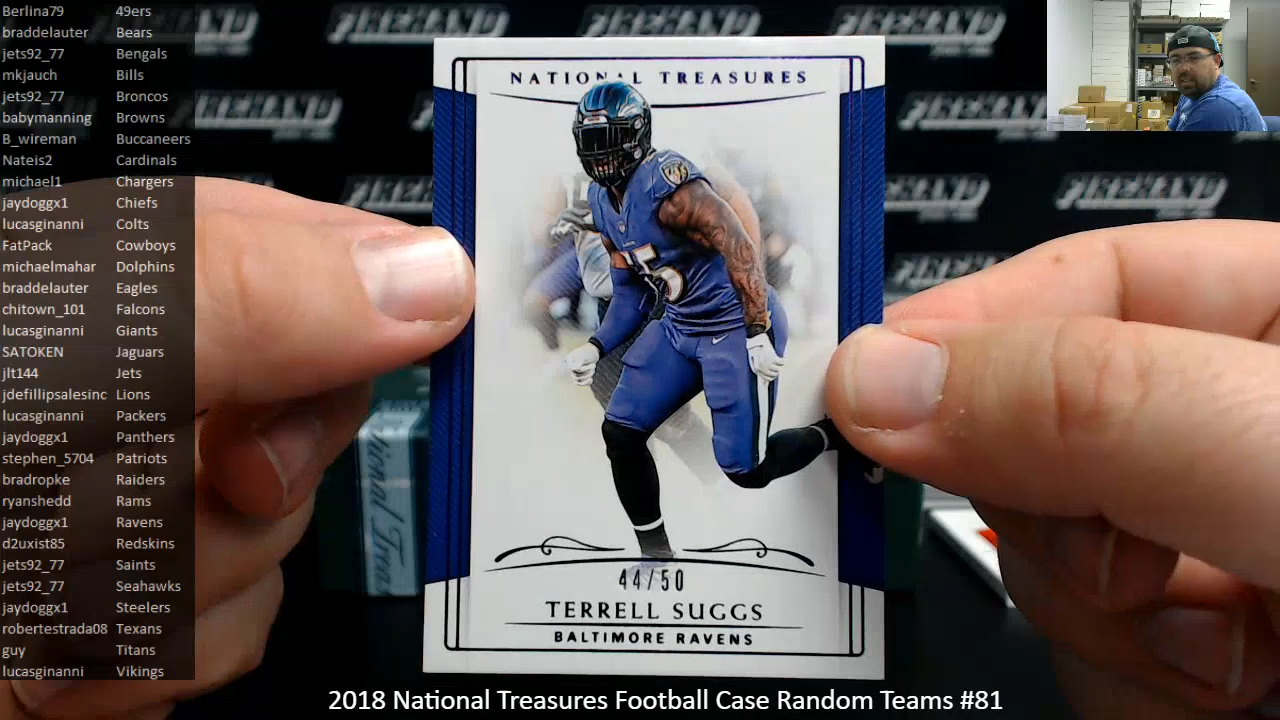 Berlina79 49ers
braddelauter Bears
jets92_77 Bengals
mkjauch Bills
jets92_77 Broncos
babymanning Browns
B_wireman Buccaneers
Nateis2 Cardinals
michael1 Chargers
jaydoggx1 Chiefs
lucasginanni Colts
FatPack Cowboys
michaelmahar Dolphins
braddelauter Eagles
chitown_101 Falcons
lucasginanni Giants
SATOKEN Jaguars
jlt144 Jets
jdefillipsalesinc Lions
lucasginanni Packers
jaydoggx1 Panthers
stephen_5704 Patriots
bradropke Raiders
ryanshedd Rams
jaydoggx1 Ravens
d2uxist85 Redskins
jets92_77 Saints
jets92_77 Seahawks
jaydoggx1 Steelers
robertestrada08 Texans
guy Titans
lucasginanni Vikings
NATIONAL TREASURES
44/50
TERRELL SUGGS
BALTIMORE RAVENS
FIREHAND
FIREHAND
FIREHAND
2018 National Treasures Football Case Random Teams #81